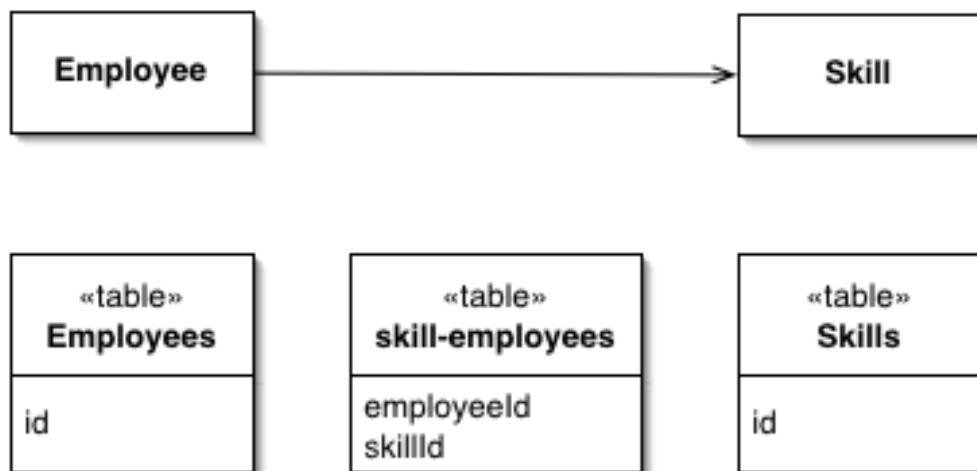 Employee
Skill
«table»
Employees
id
«table»
skill-employees
employeeId
skillId
«table»
Skills
id